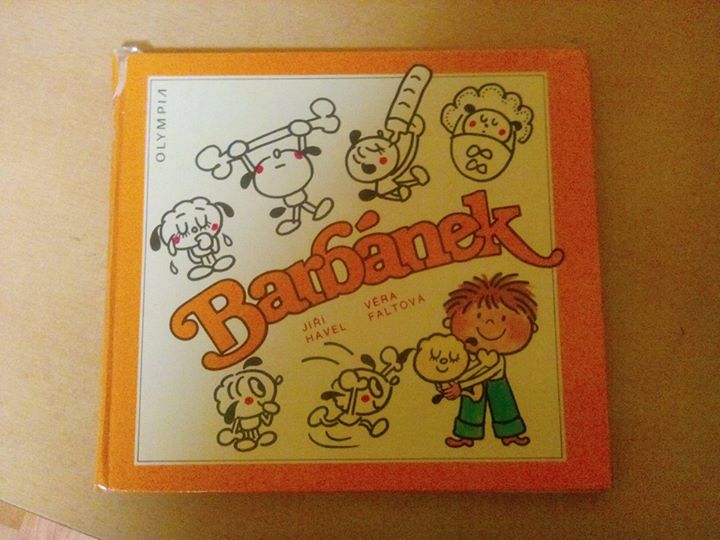 OLYMPIA
Barbánek
JIŘÍ
HAVEL
VĚRA
FALTOVÁ